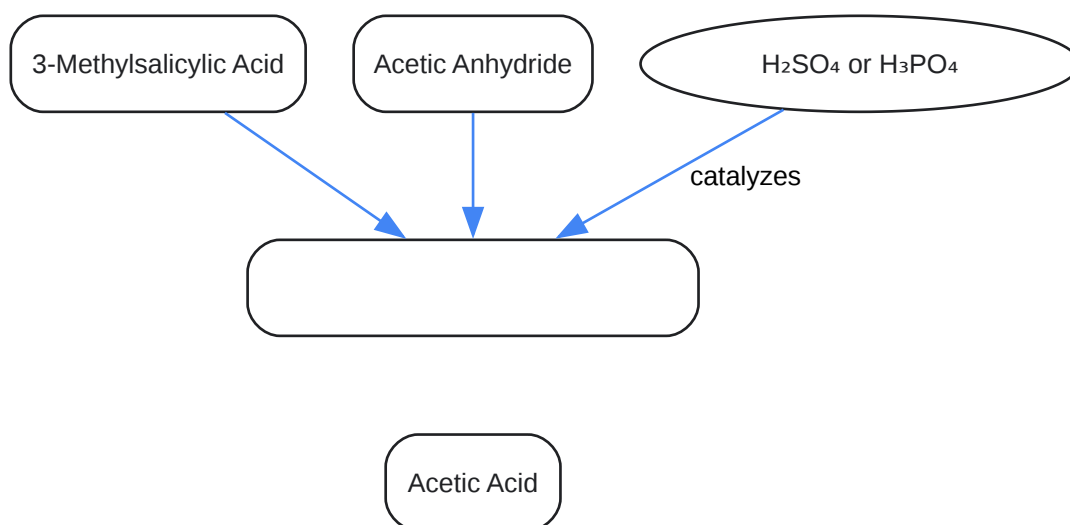 3-Methylsalicylic Acid
Acetic Anhydride
H₂SO₄ or H₃PO₄
catalyzes
Acetic Acid